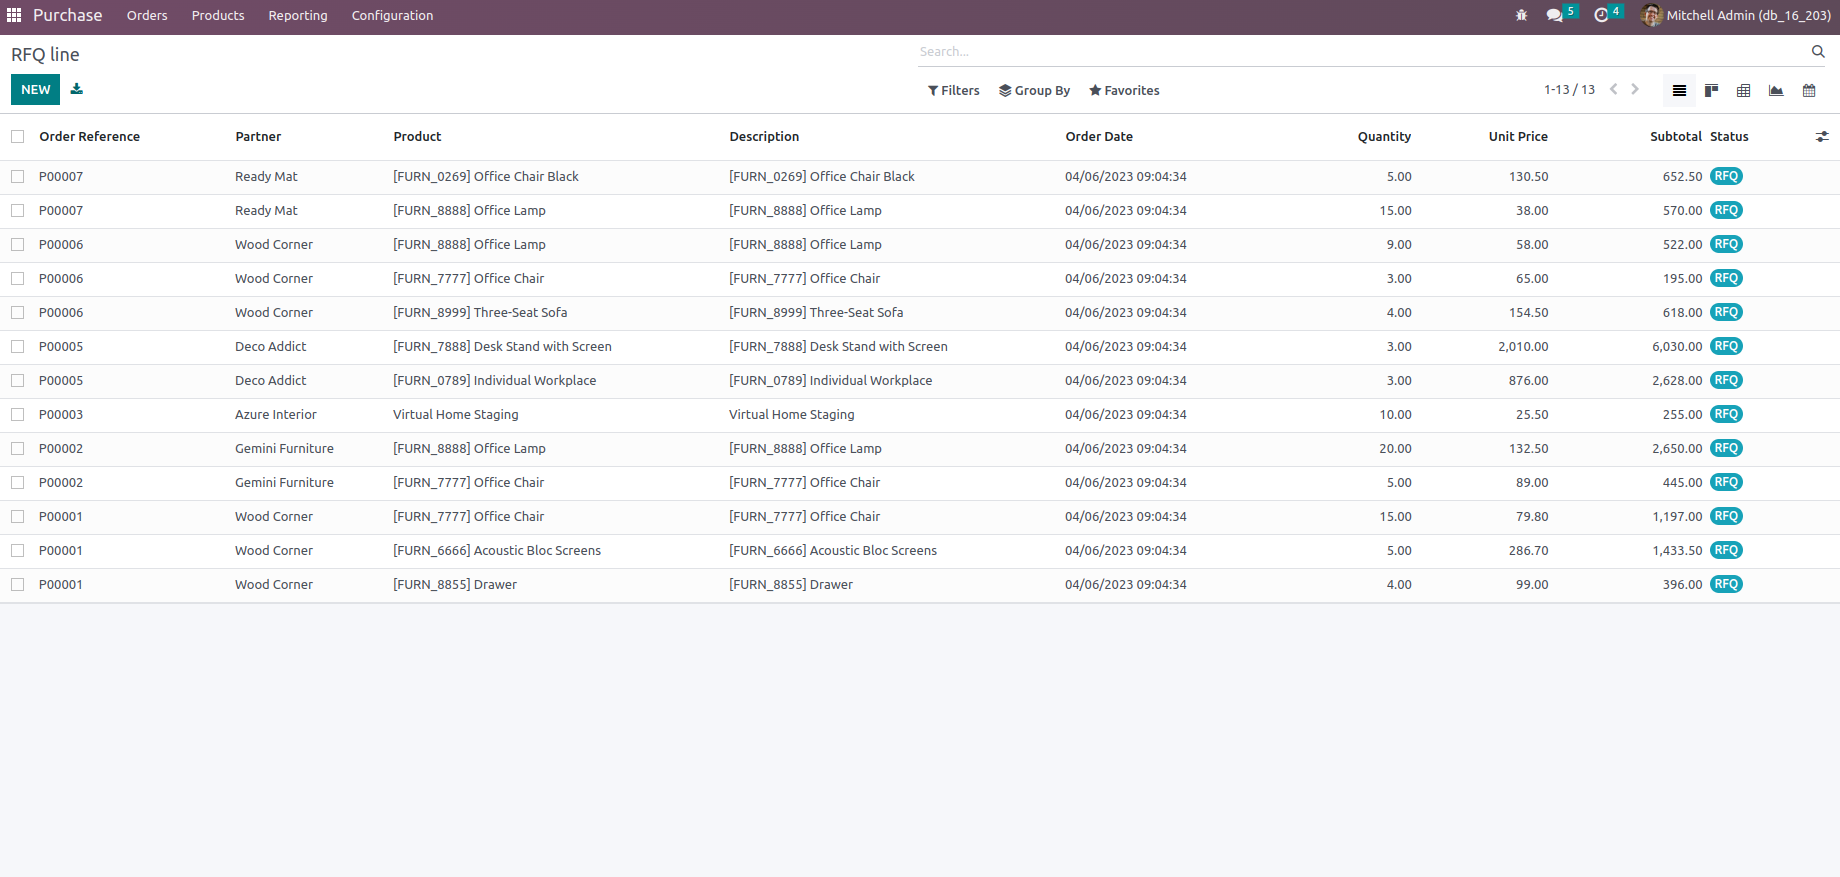 Purchase Orders Products Reporting Configuration 5 4 Mitchell Admin (db_16_203)
RFQ line Search...
NEW Filters Group By Favorites 1-13 / 13
Order Reference Partner Product Description Order Date Quantity Unit Price Subtotal Status
P00007 Ready Mat [FURN_0269] Office Chair Black [FURN_0269] Office Chair Black 04/06/2023 09:04:34 5.00 130.50 652.50 RFQ
P00007 Ready Mat [FURN_8888] Office Lamp [FURN_8888] Office Lamp 04/06/2023 09:04:34 15.00 38.00 570.00 RFQ
P00006 Wood Corner [FURN_8888] Office Lamp [FURN_8888] Office Lamp 04/06/2023 09:04:34 9.00 58.00 522.00 RFQ
P00006 Wood Corner [FURN_7777] Office Chair [FURN_7777] Office Chair 04/06/2023 09:04:34 3.00 65.00 195.00 RFQ
P00006 Wood Corner [FURN_8999] Three-Seat Sofa [FURN_8999] Three-Seat Sofa 04/06/2023 09:04:34 4.00 154.50 618.00 RFQ
P00005 Deco Addict [FURN_7888] Desk Stand with Screen [FURN_7888] Desk Stand with Screen 04/06/2023 09:04:34 3.00 2,010.00 6,030.00 RFQ
P00005 Deco Addict [FURN_0789] Individual Workplace [FURN_0789] Individual Workplace 04/06/2023 09:04:34 3.00 876.00 2,628.00 RFQ
P00003 Azure Interior Virtual Home Staging Virtual Home Staging 04/06/2023 09:04:34 10.00 25.50 255.00 RFQ
P00002 Gemini Furniture [FURN_8888] Office Lamp [FURN_8888] Office Lamp 04/06/2023 09:04:34 20.00 132.50 2,650.00 RFQ
P00002 Gemini Furniture [FURN_7777] Office Chair [FURN_7777] Office Chair 04/06/2023 09:04:34 5.00 89.00 445.00 RFQ
P00001 Wood Corner [FURN_7777] Office Chair [FURN_7777] Office Chair 04/06/2023 09:04:34 15.00 79.80 1,197.00 RFQ
P00001 Wood Corner [FURN_6666] Acoustic Bloc Screens [FURN_6666] Acoustic Bloc Screens 04/06/2023 09:04:34 5.00 286.70 1,433.50 RFQ
P00001 Wood Corner [FURN_8855] Drawer [FURN_8855] Drawer 04/06/2023 09:04:34 4.00 99.00 396.00 RFQ